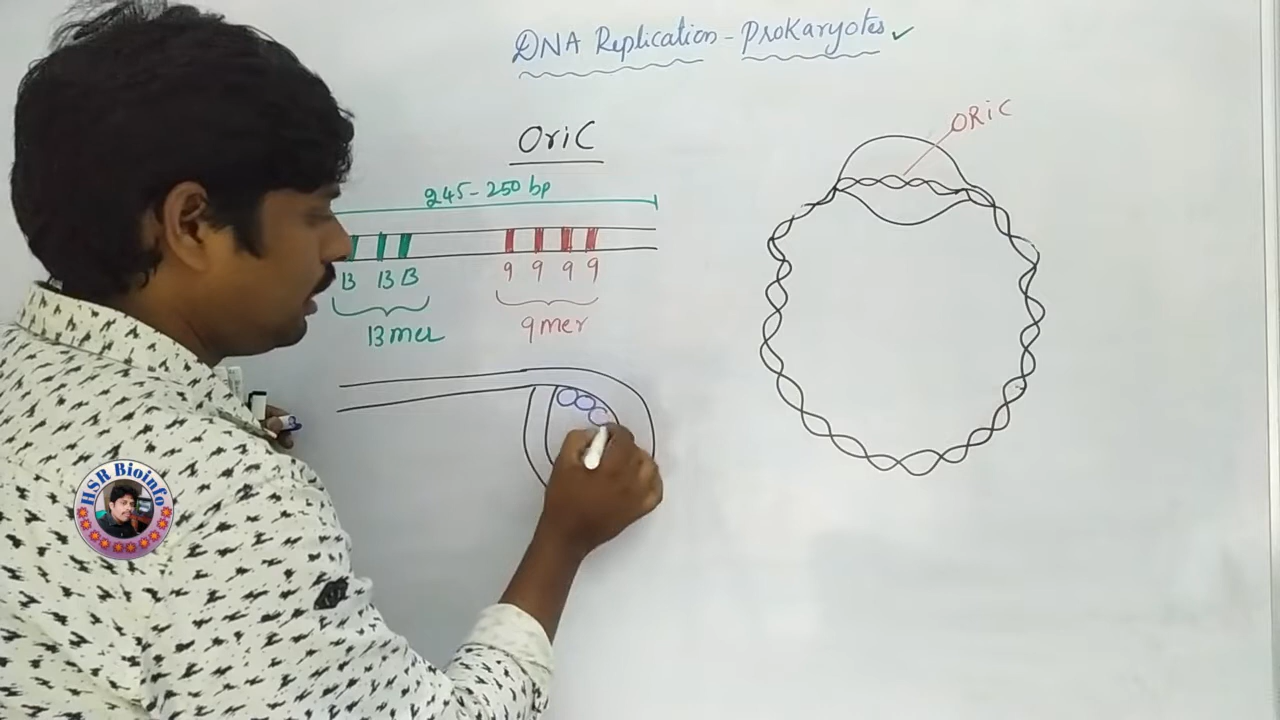 DNA Replication - Prokaryotes ✓
OriC
ORiC
245-250 bp
13 13 13
9 9 9 9
13mer
9mer
HSR Bioinfo